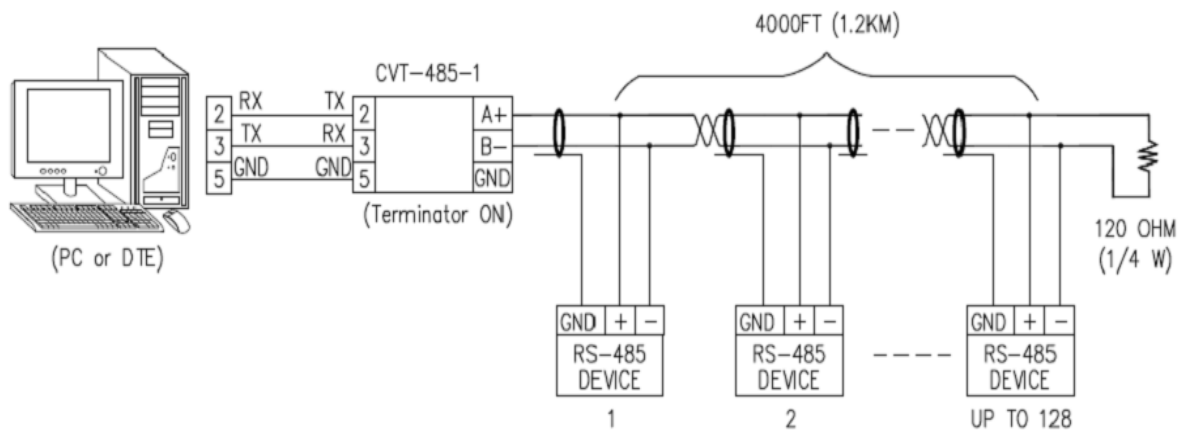 4000FT (1.2KM)
CVT-485-1
2 RX TX 2 A+
3 TX RX 3 B-
5 GND GND 5 GND
(Terminator ON)
(PC or DTE)
120 OHM
(1/4 W)
GND + - GND + - GND + -
RS-485 RS-485 RS-485
DEVICE DEVICE DEVICE
1 2 UP TO 128